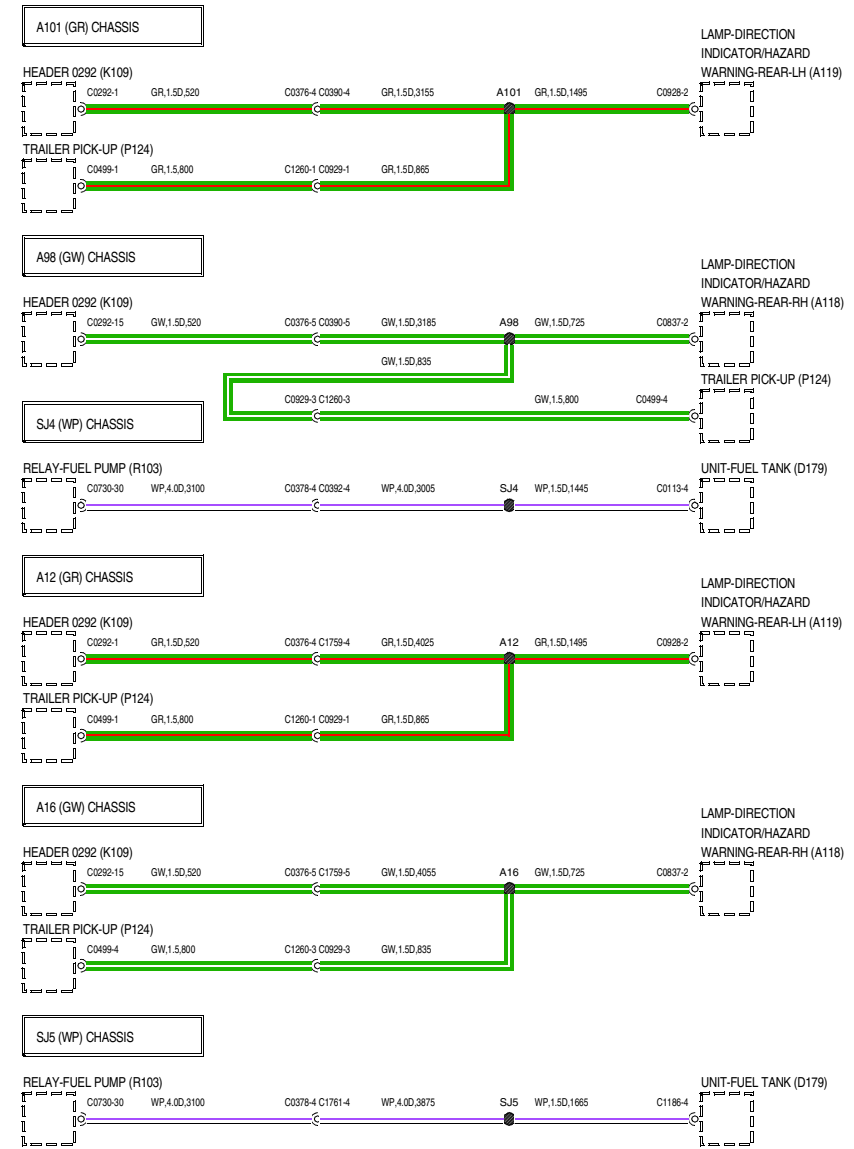 A101 (GR) CHASSIS
LAMP-DIRECTION
INDICATOR/HAZARD
HEADER 0292 (K109) WARNING-REAR-LH (A119)
C0292-1 GR,1.5D,520 C0376-4 C0390-4 GR,1.5D,3155 A101 GR,1.5D,1495 C0928-2
TRAILER PICK-UP (P124)
C0499-1 GR,1.5,800 C1260-1 C0929-1 GR,1.5D,865
A98 (GW) CHASSIS
LAMP-DIRECTION
INDICATOR/HAZARD
HEADER 0292 (K109) WARNING-REAR-RH (A118)
C0292-15 GW,1.5D,520 C0376-5 C0390-5 GW,1.5D,3185 A98 GW,1.5D,725 C0837-2
GW,1.5D,835
TRAILER PICK-UP (P124)
C0929-3 C1260-3 GW,1.5,800 C0499-4
SJ4 (WP) CHASSIS
RELAY-FUEL PUMP (R103) UNIT-FUEL TANK (D179)
C0730-30 WP,4.0D,3100 C0378-4 C0392-4 WP,4.0D,3005 SJ4 WP,1.5D,1445 C0113-4
A12 (GR) CHASSIS
LAMP-DIRECTION
INDICATOR/HAZARD
HEADER 0292 (K109) WARNING-REAR-LH (A119)
C0292-1 GR,1.5D,520 C0376-4 C1759-4 GR,1.5D,4025 A12 GR,1.5D,1495 C0928-2
TRAILER PICK-UP (P124)
C0499-1 GR,1.5,800 C1260-1 C0929-1 GR,1.5D,865
A16 (GW) CHASSIS
LAMP-DIRECTION
INDICATOR/HAZARD
HEADER 0292 (K109) WARNING-REAR-RH (A118)
C0292-15 GW,1.5D,520 C0376-5 C1759-5 GW,1.5D,4055 A16 GW,1.5D,725 C0837-2
TRAILER PICK-UP (P124)
C0499-4 GW,1.5,800 C1260-3 C0929-3 GW,1.5D,835
SJ5 (WP) CHASSIS
RELAY-FUEL PUMP (R103) UNIT-FUEL TANK (D179)
C0730-30 WP,4.0D,3100 C0378-4 C1761-4 WP,4.0D,3875 SJ5 WP,1.5D,1665 C1186-4